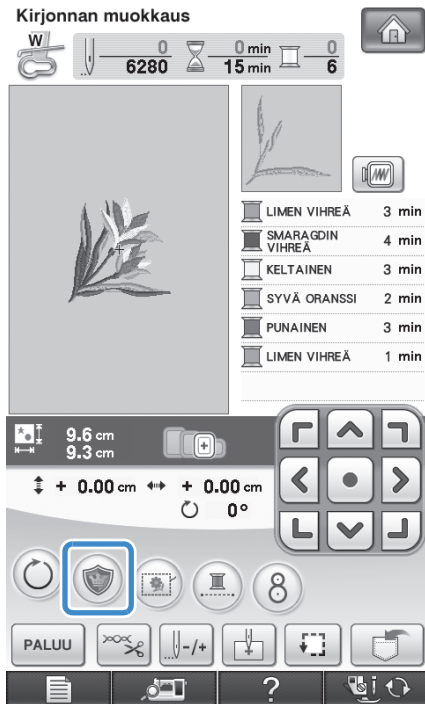 Kirjonnan muokkaus
W
0 0 min 0
6280 15 min 6
LIMEN VIHREÄ 3 min
SMARAGDIN
VIHREÄ 4 min
KELTAINEN 3 min
SYVÄ ORANSSI 2 min
PUNAINEN 3 min
LIMEN VIHREÄ 1 min
9.6 cm
9.3 cm
+ 0.00 cm + 0.00 cm
0°
PALUU
-/+
?